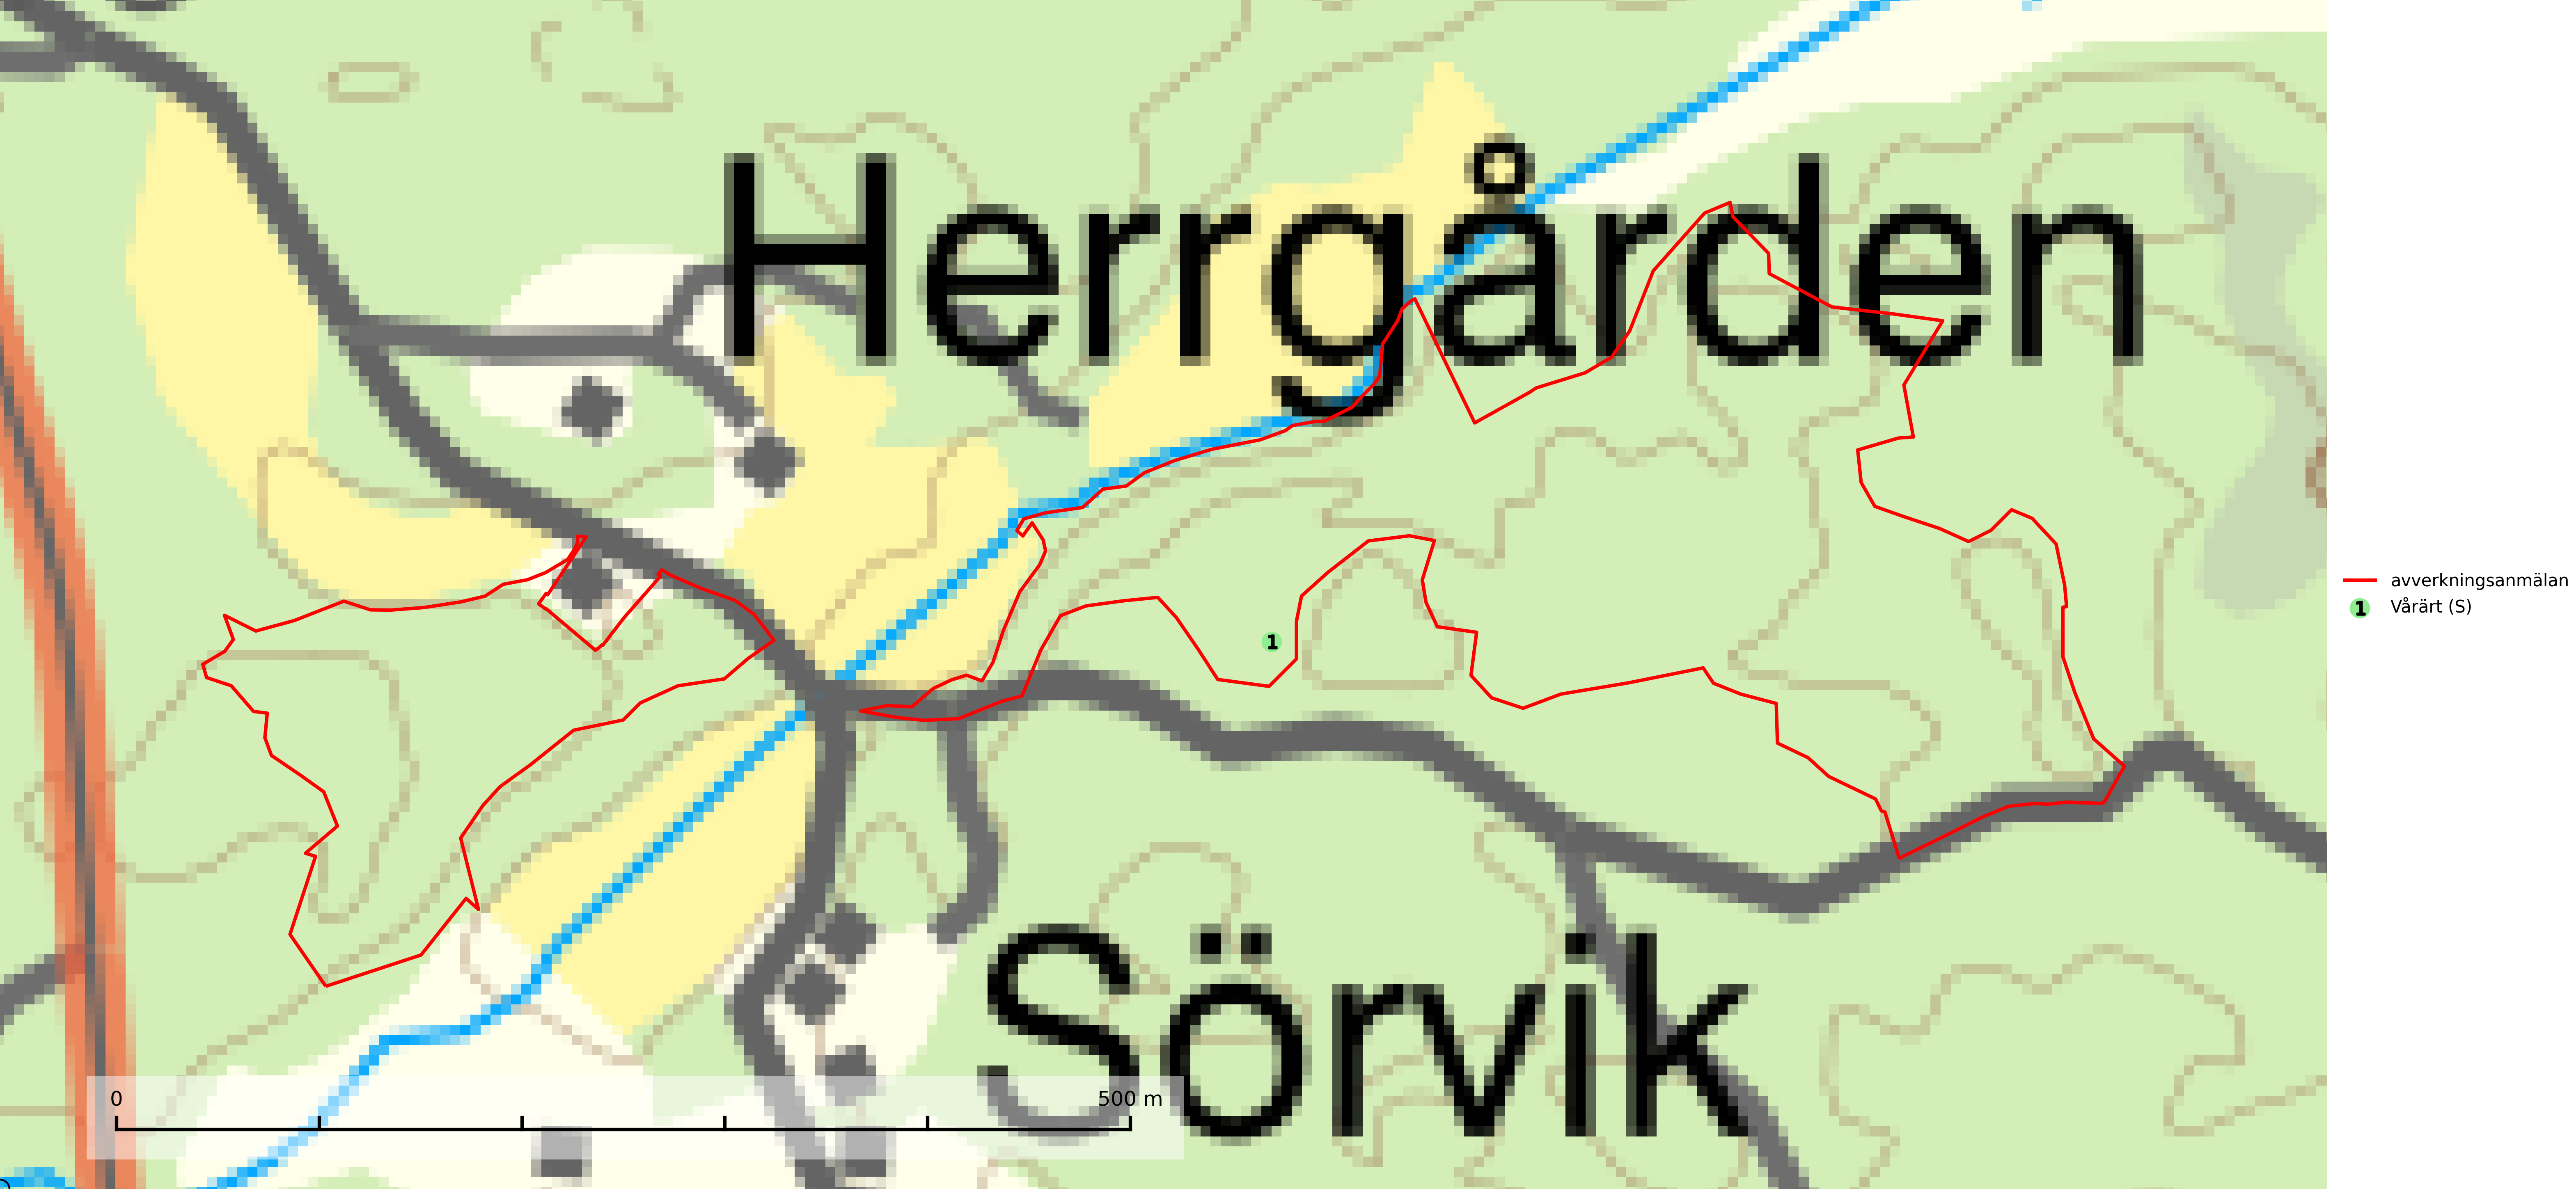 Herrgården
avverkningsanmälan
1 Vårärt (S)
1
Sörvik
0 500 m